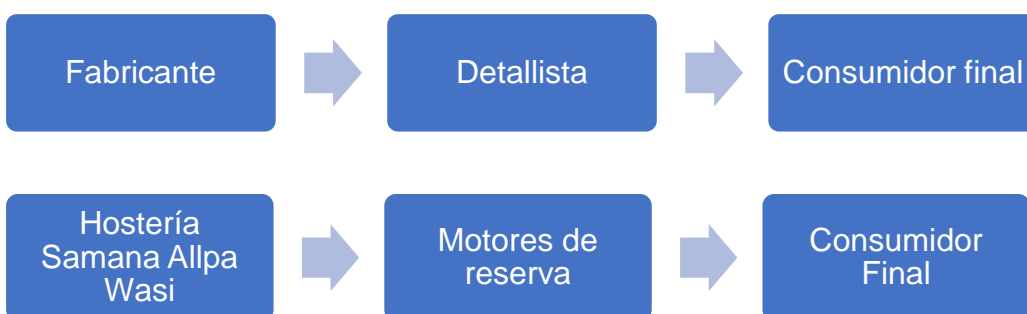 Fabricante
Detallista
Consumidor final
Hostería
Samana Allpa
Wasi
Motores de
reserva
Consumidor
Final